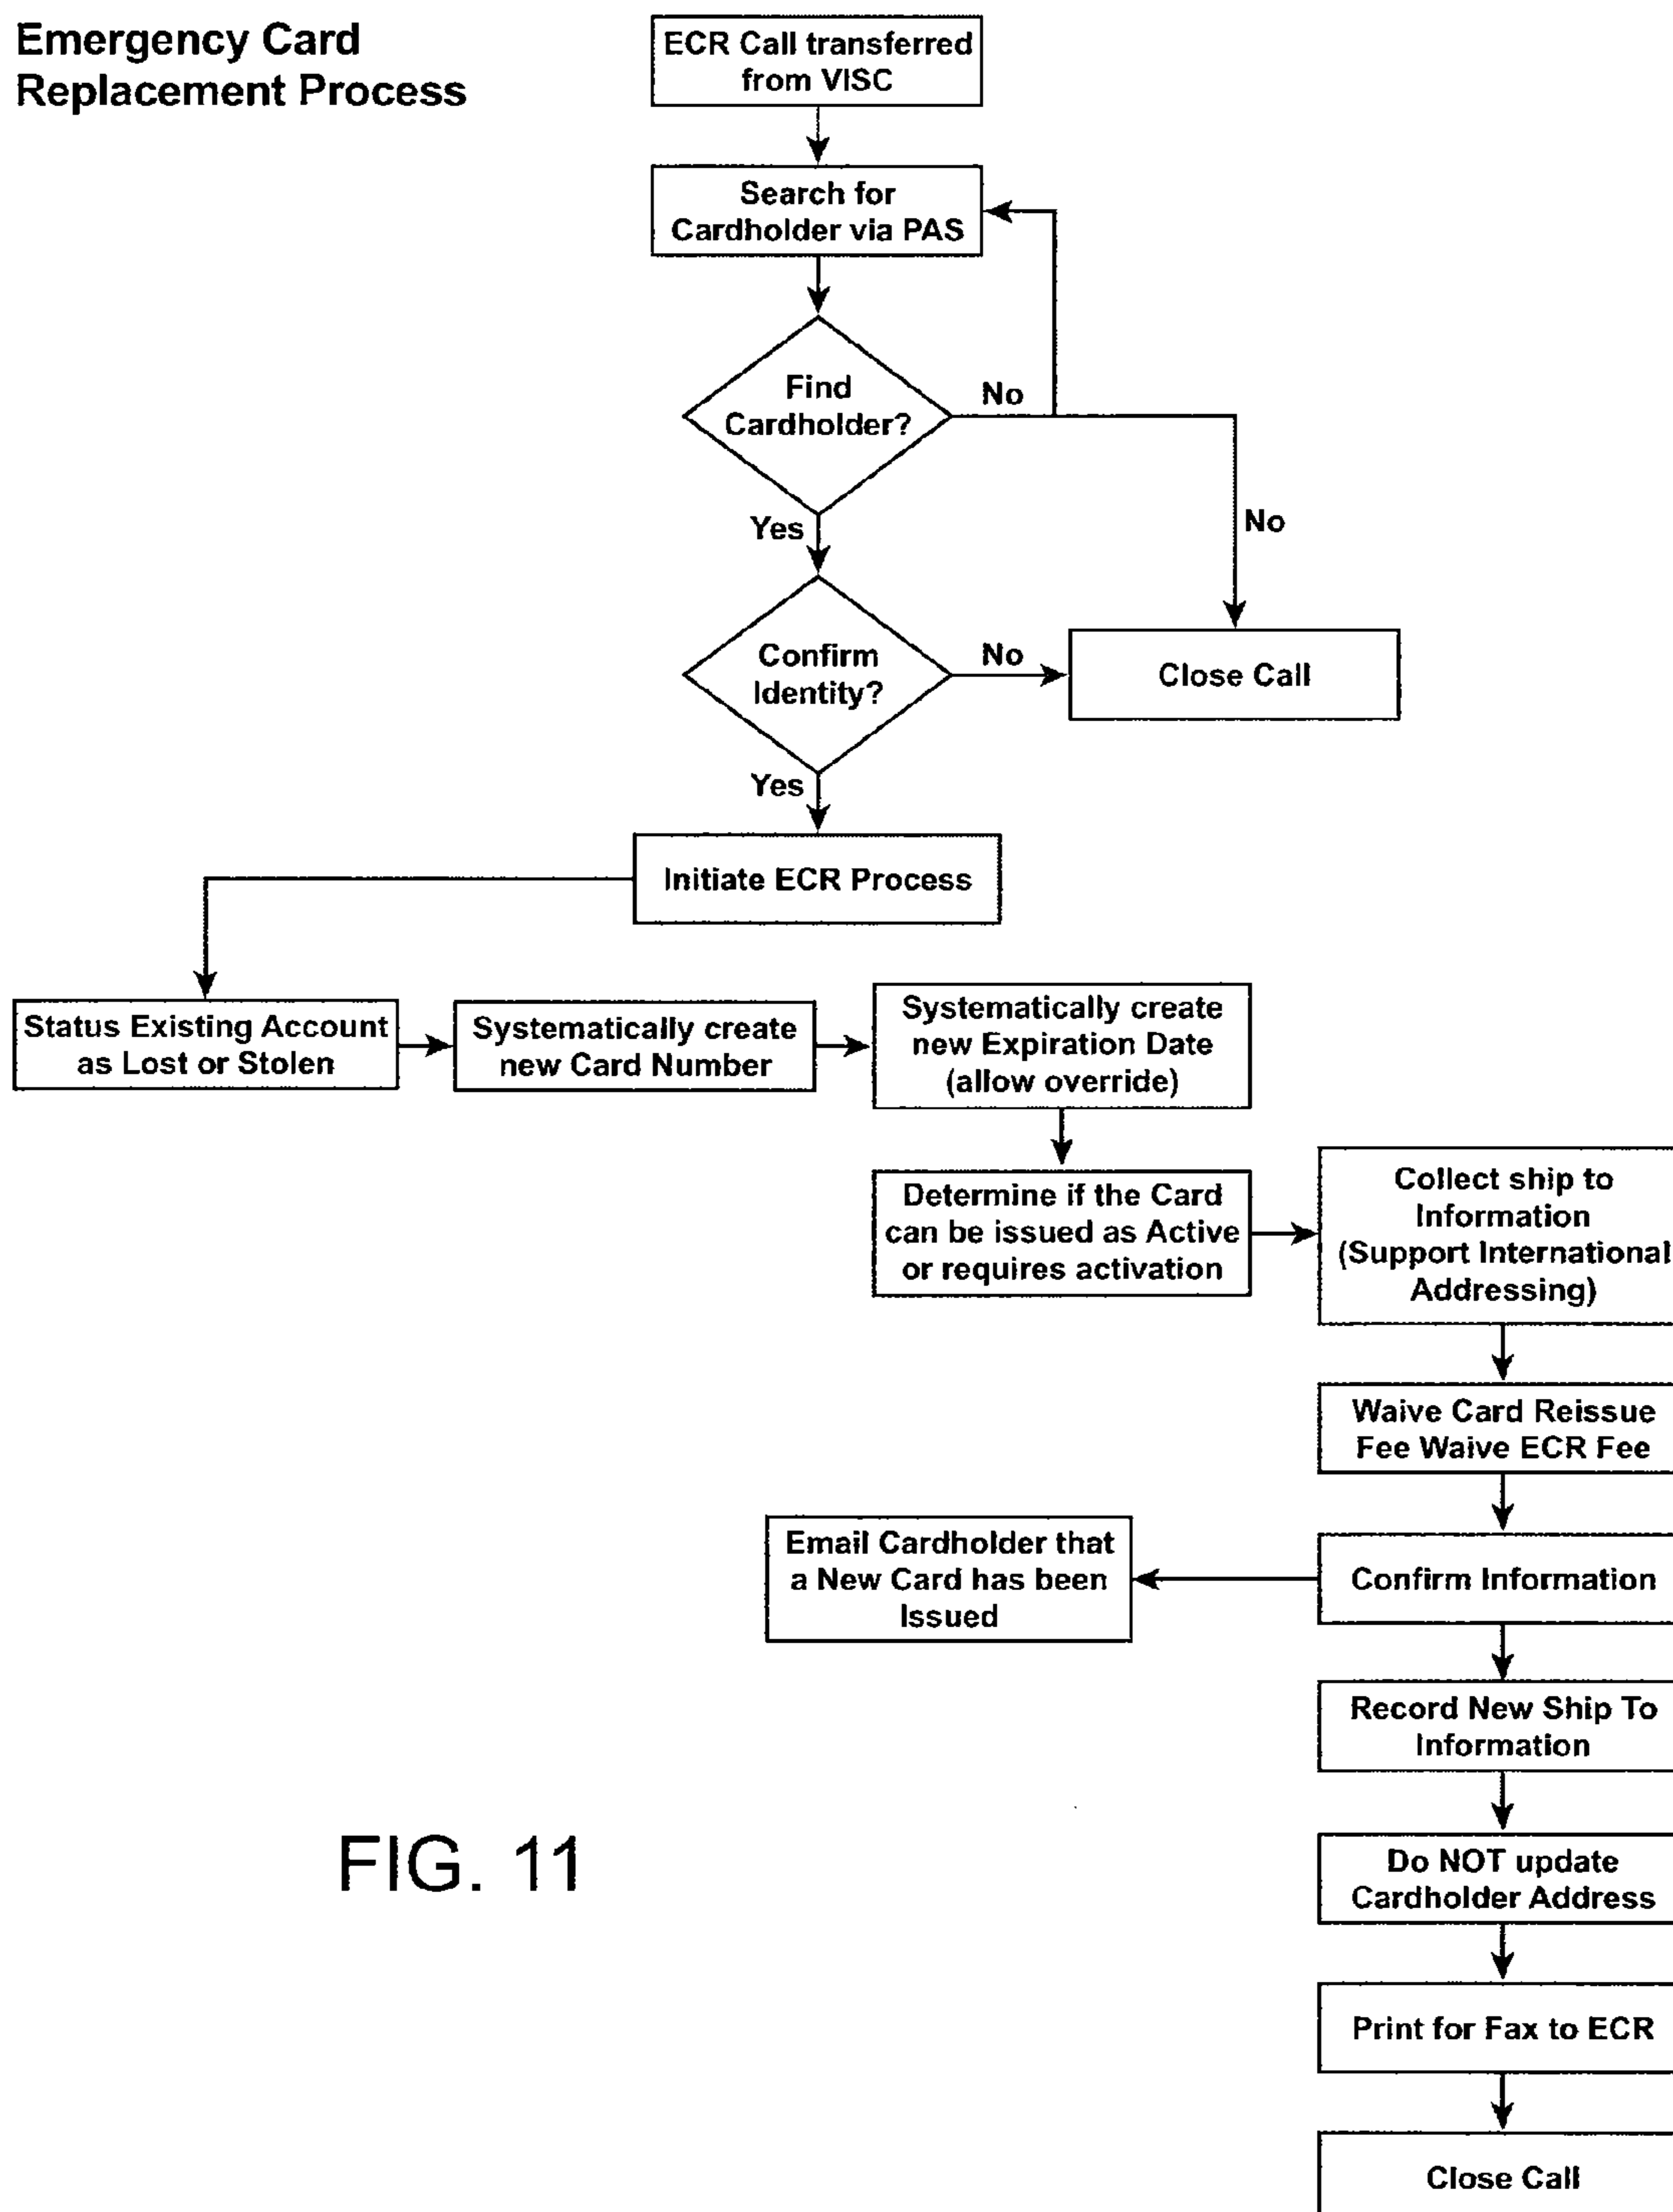 Emergency Card
Replacement Process
ECR Call transferred
from VISC
Search for
Cardholder via PAS
Find
Cardholder?
No
No
Yes
Confirm
Identity?
No
Close Call
Yes
Initiate ECR Process
Status Existing Account
as Lost or Stolen
Systematically create
new Card Number
Systematically create
new Expiration Date
(allow override)
Determine if the Card
can be issued as Active
or requires activation
Collect ship to
Information
(Support International
Addressing)
Waive Card Reissue
Fee Waive ECR Fee
Confirm Information
Email Cardholder that
a New Card has been
Issued
Record New Ship To
Information
Do NOT update
Cardholder Address
Print for Fax to ECR
Close Call
FIG. 11